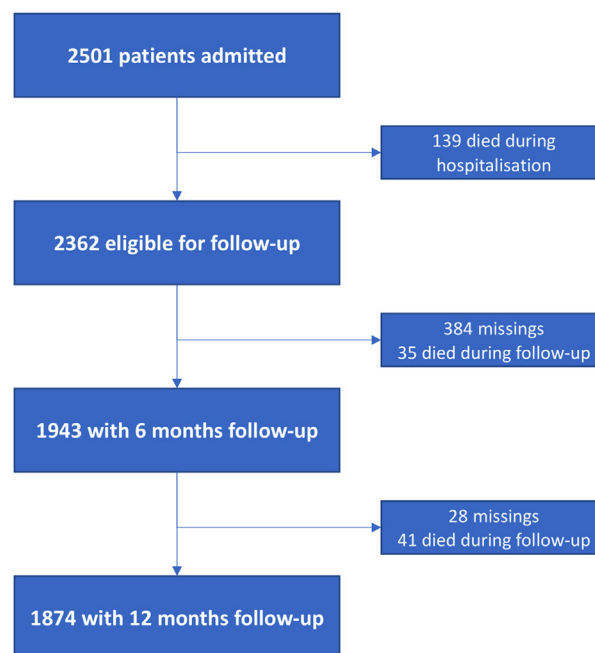 2501 patients admitted
139 died during
hospitalisation
2362 eligible for follow-up
384 missings
35 died during follow-up
1943 with 6 months follow-up
28 missings
41 died during follow-up
1874 with 12 months follow-up